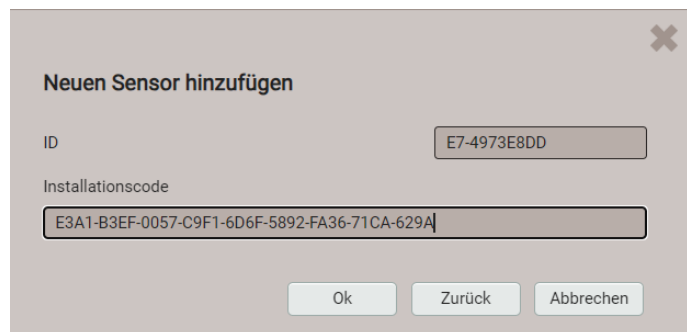 Neuen Sensor hinzufügen
ID E7-4973E8DD
Installationscode
E3A1-B3EF-0057-C9F1-6D6F-5892-FA36-71CA-629A
Ok Zurück Abbrechen